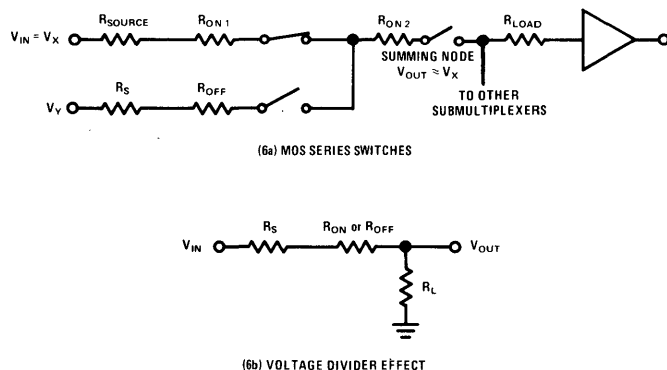 R_SOURCE R_ON 1 R_ON 2 R_LOAD
V_IN = V_X
SUMMING NODE
V_OUT ≈ V_X
V_Y R_S R_OFF
TO OTHER
SUBMULTIPLEXERS
(6a) MOS SERIES SWITCHES
V_IN R_S R_ON or R_OFF V_OUT
R_L
(6b) VOLTAGE DIVIDER EFFECT